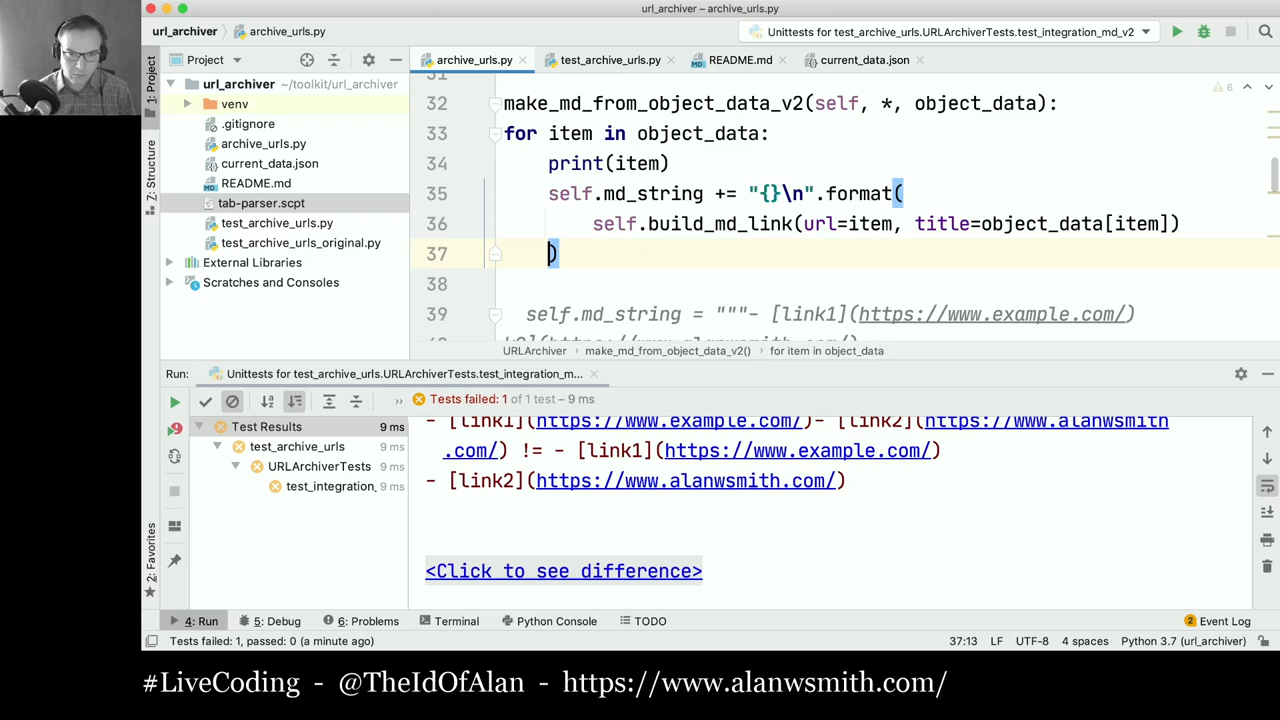 url_archiver – archive_urls.py
url_archiver
archive_urls.py
Unittests for test_archive_urls.URLArchiverTests.test_integration_md_v2
Project
archive_urls.py
test_archive_urls.py
README.md
current_data.json
1: Project
Structure
2: Favorites
url_archiver ~/toolkit/url_archiver
venv
.gitignore
archive_urls.py
current_data.json
README.md
tab-parser.scpt
test_archive_urls.py
test_archive_urls_original.py
External Libraries
Scratches and Consoles
6
32 make_md_from_object_data_v2(self, *, object_data):
33 for item in object_data:
34 print(item)
35 self.md_string += "{}\n".format(
36 self.build_md_link(url=item, title=object_data[item])
37 )
38
39 self.md_string = """- [link1](https://www.example.com/)
URLArchiver
make_md_from_object_data_v2()
for item in object_data
Run:
Unittests for test_archive_urls.URLArchiverTests.test_integration_m...
Tests failed: 1 of 1 test – 9 ms
Test Results 9 ms
test_archive_urls 9 ms
URLArchiverTests 9 ms
test_integration_ 9 ms
- [link1](https://www.example.com/)- [link2](https://www.alanwsmith
.com/) != - [link1](https://www.example.com/)
- [link2](https://www.alanwsmith.com/)
<Click to see difference>
4: Run
5: Debug
6: Problems
Terminal
Python Console
TODO
2 Event Log
Tests failed: 1, passed: 0 (a minute ago)
37:13 LF UTF-8 4 spaces Python 3.7 (url_archiver)
#LiveCoding - @TheIdOfAlan - https://www.alanwsmith.com/